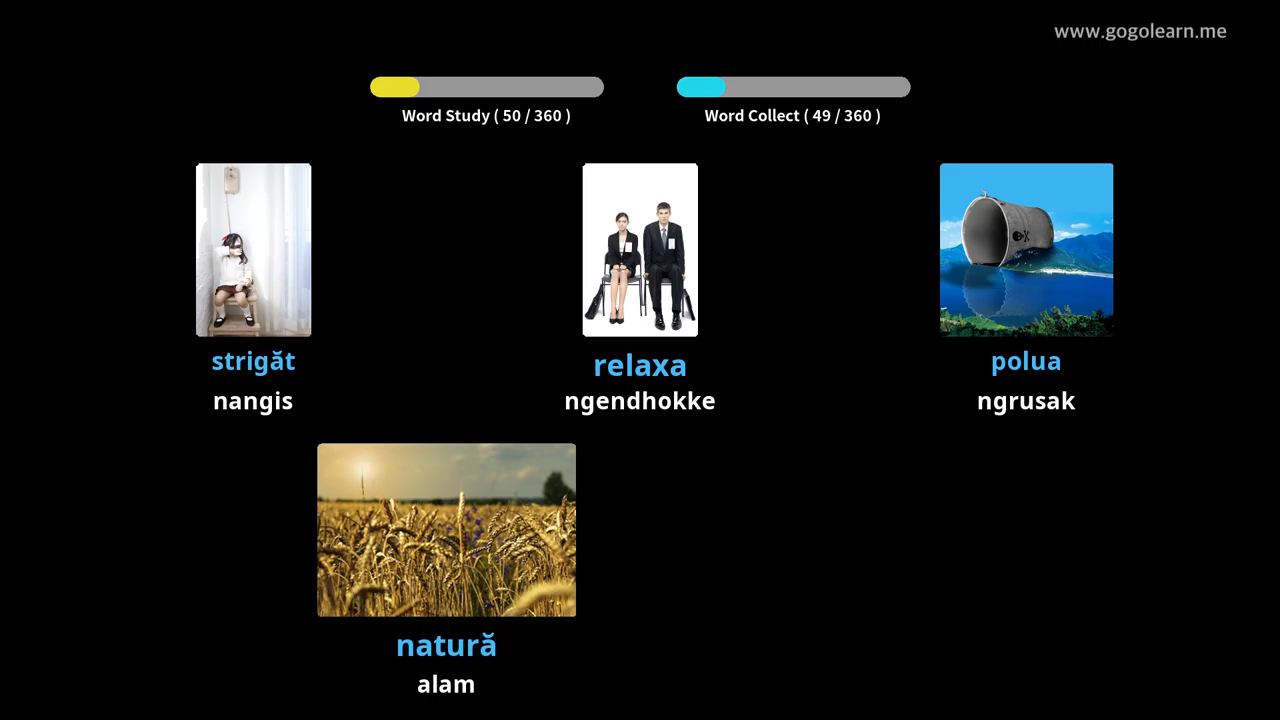 www.gogolearn.me
Word Study ( 50 / 360 )
Word Collect ( 49 / 360 )
strigăt
nangis
relaxa
ngendhokke
polua
ngrusak
natură
alam